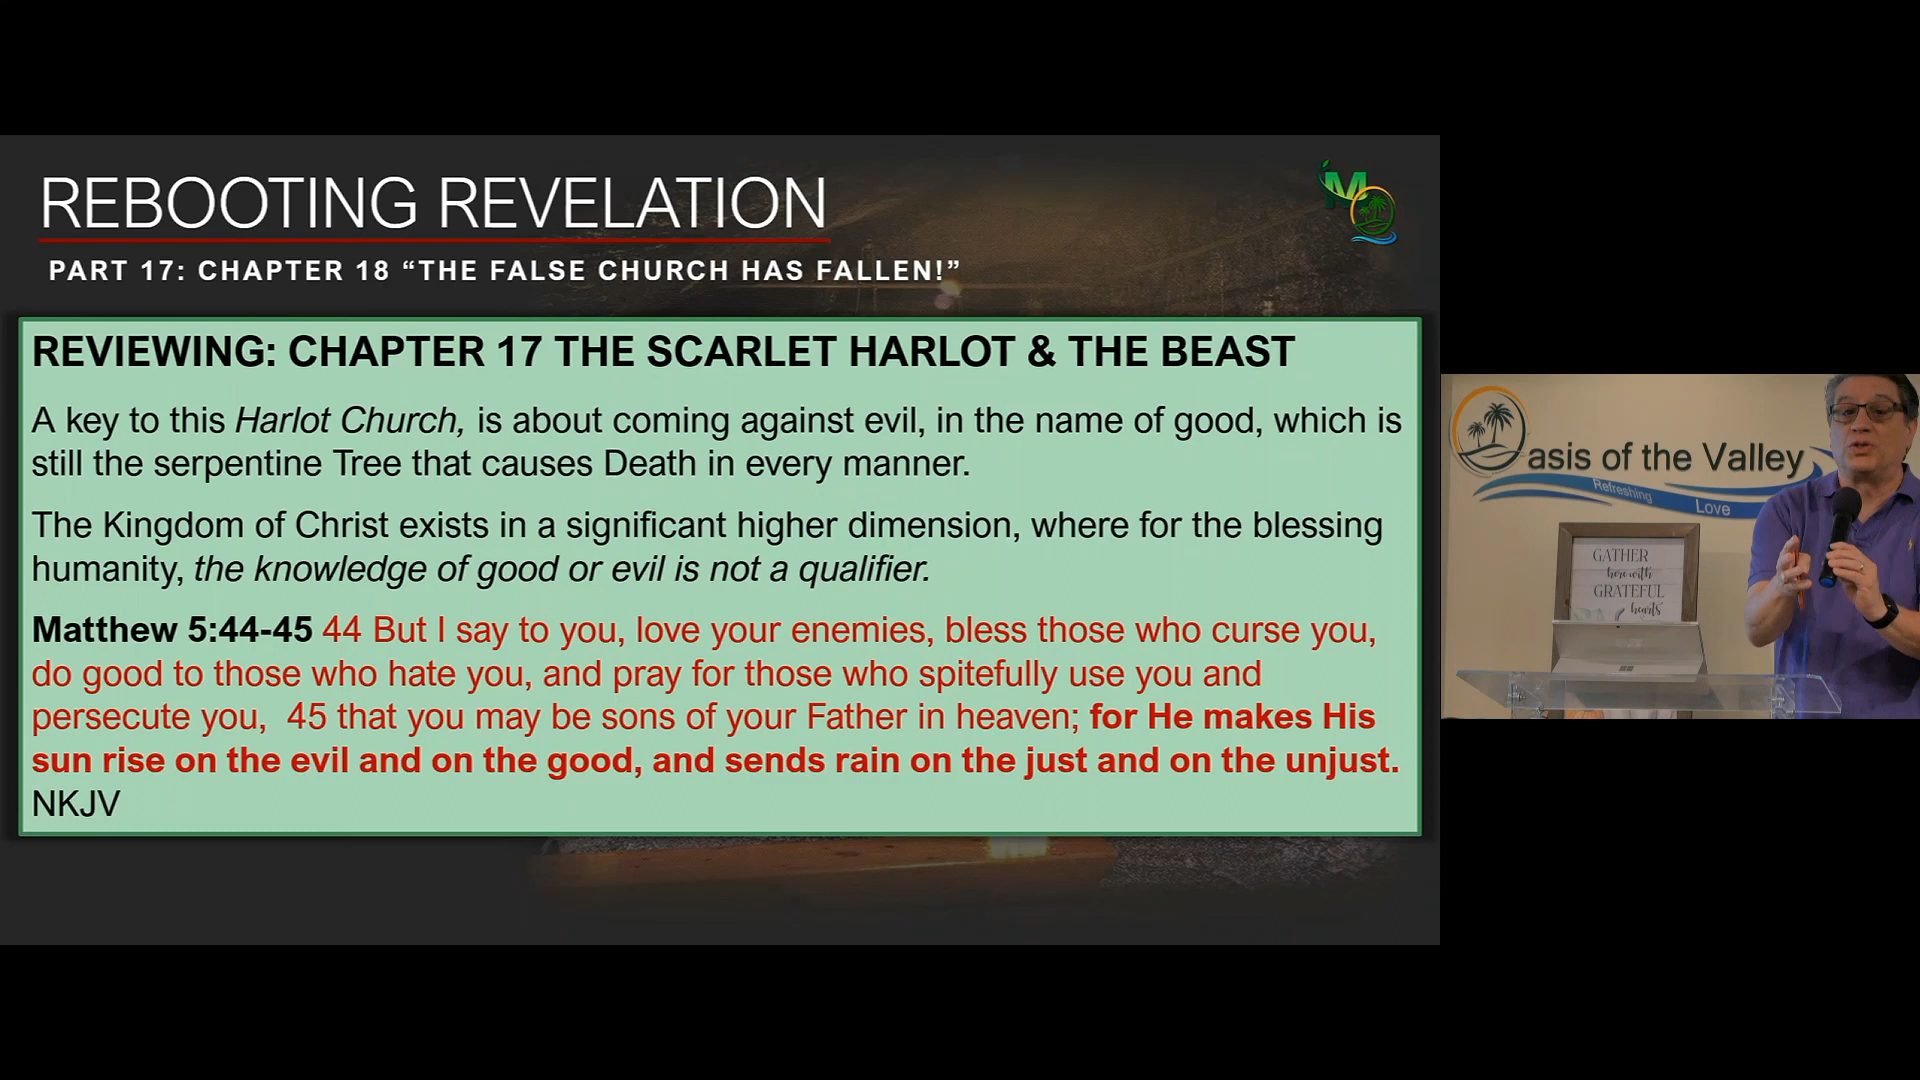 REBOOTING REVELATION
PART 17: CHAPTER 18 “THE FALSE CHURCH HAS FALLEN!”
M
REVIEWING: CHAPTER 17 THE SCARLET HARLOT & THE BEAST
A key to this Harlot Church, is about coming against evil, in the name of good, which is
still the serpentine Tree that causes Death in every manner.
The Kingdom of Christ exists in a significant higher dimension, where for the blessing
humanity, the knowledge of good or evil is not a qualifier.
Matthew 5:44-45 44 But I say to you, love your enemies, bless those who curse you,
do good to those who hate you, and pray for those who spitefully use you and
persecute you,  45 that you may be sons of your Father in heaven; for He makes His
sun rise on the evil and on the good, and sends rain on the just and on the unjust.
NKJV
Oasis of the Valley
Refreshing
Love
GATHER
here with
GRATEFUL
hearts